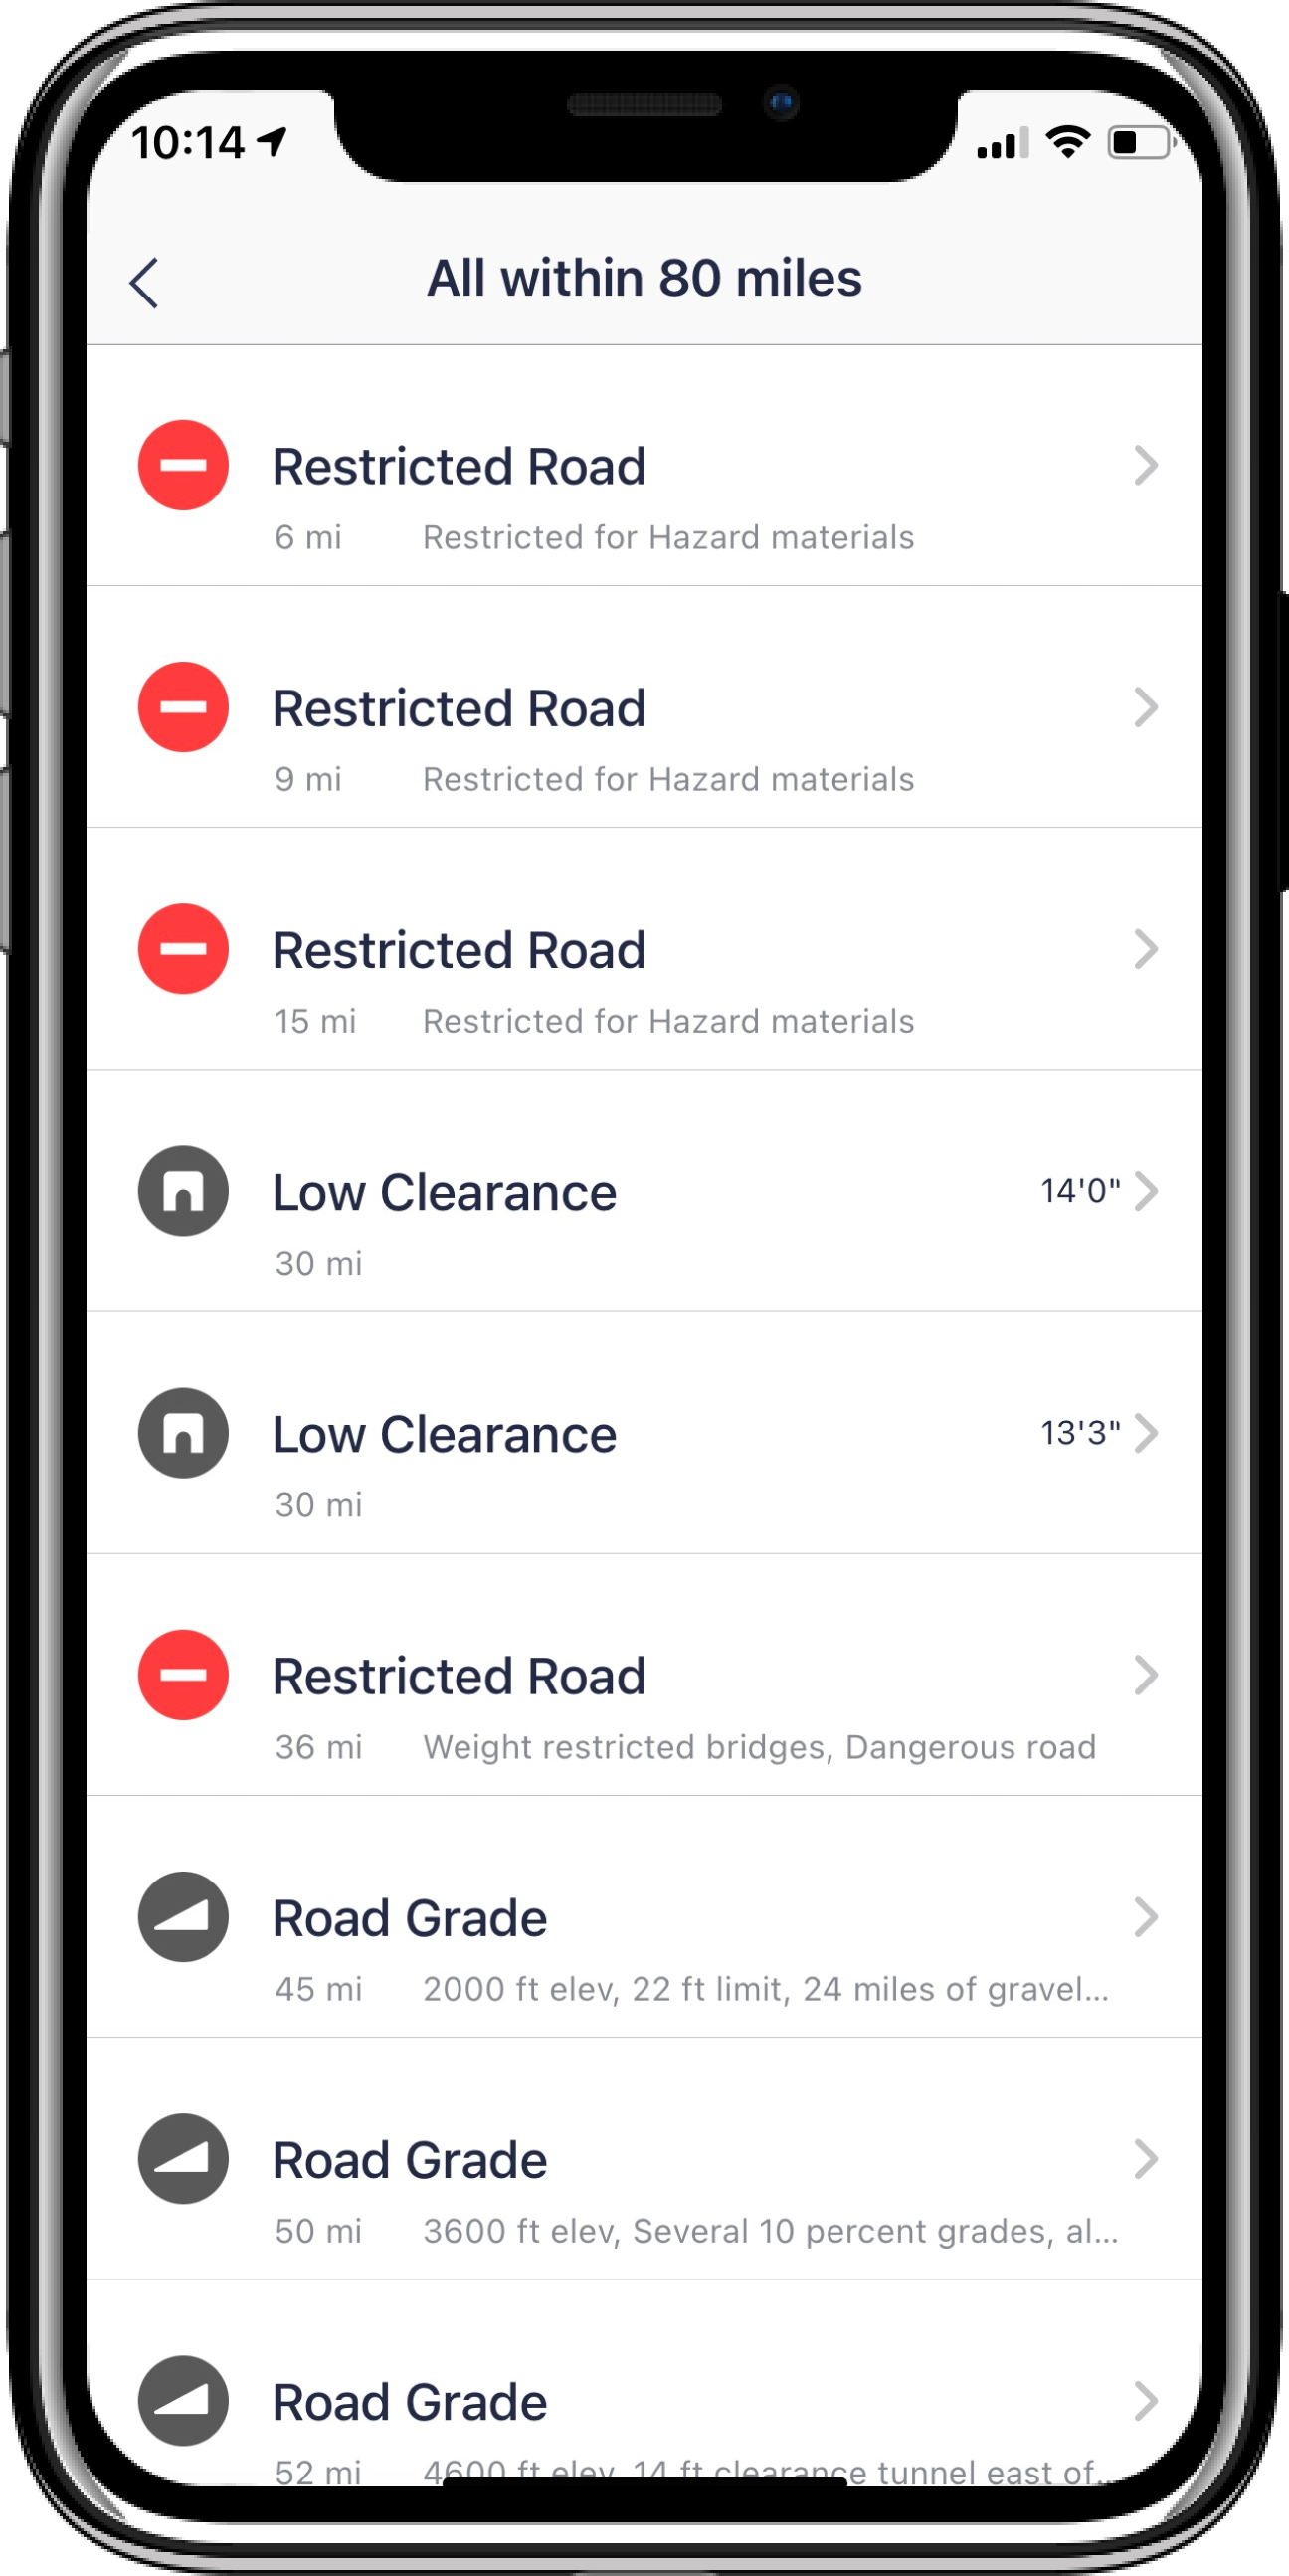 10:14
All within 80 miles
Restricted Road
6 mi Restricted for Hazard materials
Restricted Road
9 mi Restricted for Hazard materials
Restricted Road
15 mi Restricted for Hazard materials
Low Clearance 14'0"
30 mi
Low Clearance 13'3"
30 mi
Restricted Road
36 mi Weight restricted bridges, Dangerous road
Road Grade
45 mi 2000 ft elev, 22 ft limit, 24 miles of gravel...
Road Grade
50 mi 3600 ft elev, Several 10 percent grades, al...
Road Grade
52 mi 4600 ft elev, 14 ft clearance tunnel east of...